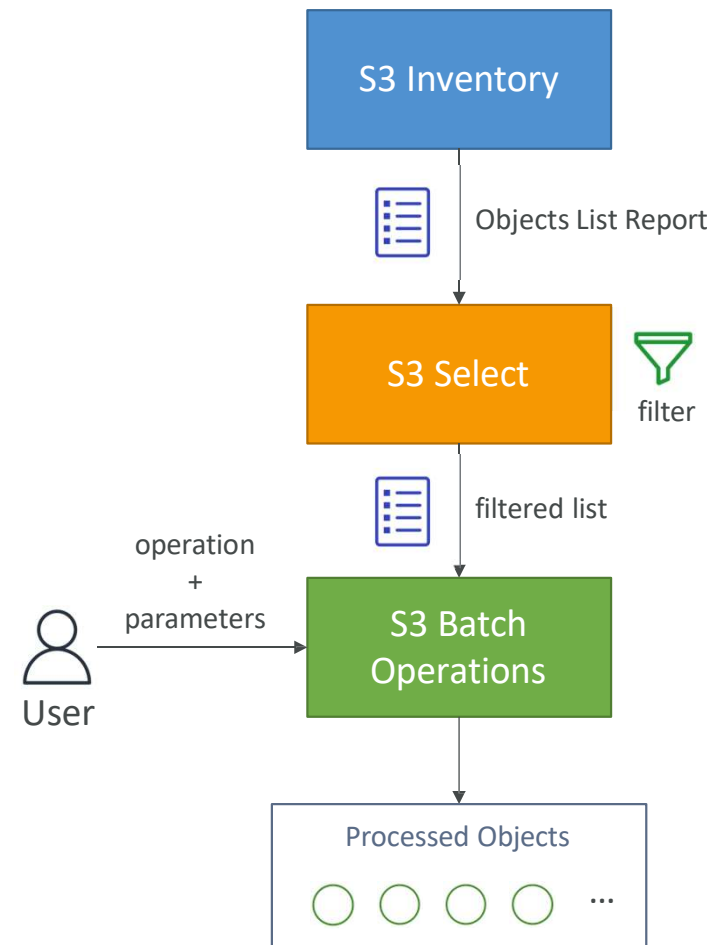 S3 Inventory
Objects List Report
S3 Select
filter
filtered list
operation
+
parameters
S3 Batch
Operations
User
Processed Objects
...